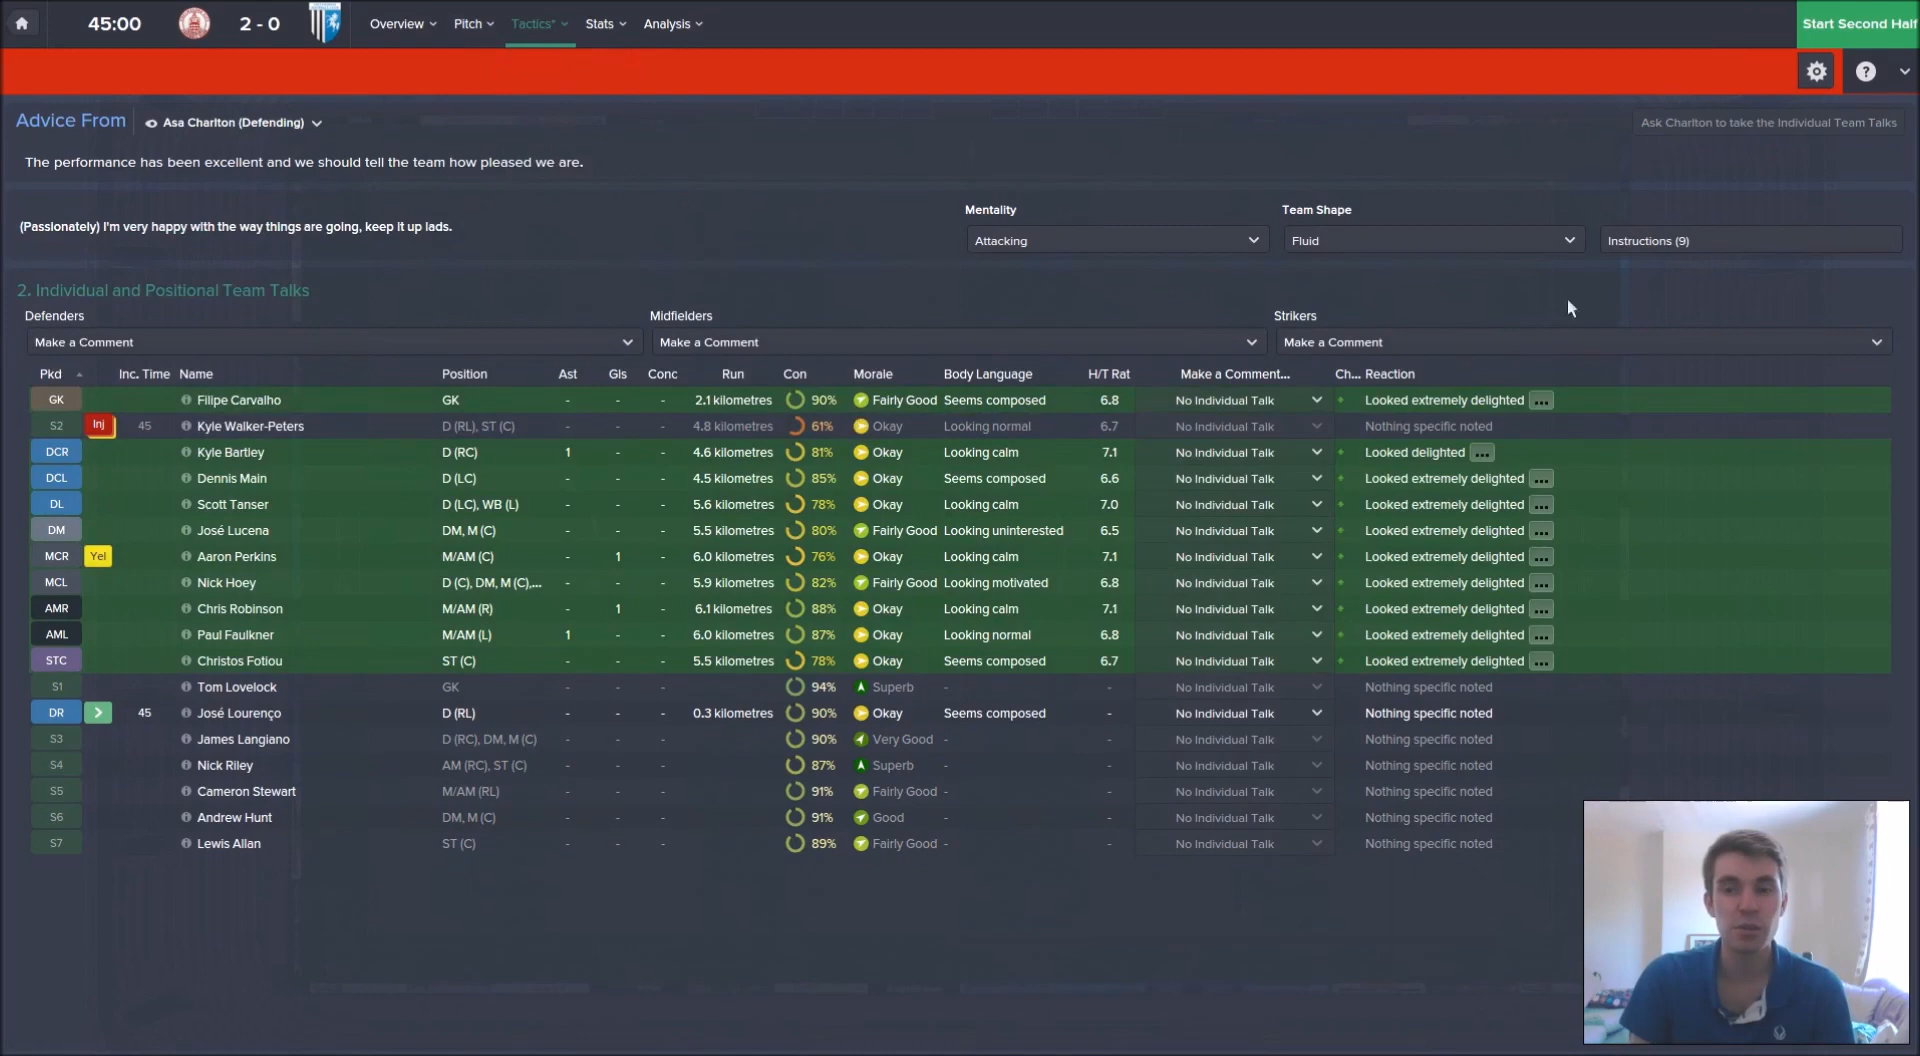 45:00 2 - 0 Overview Pitch Tactics* Stats Analysis Start Second Half
?
Advice From Asa Charlton (Defending) Ask Charlton to take the Individual Team Talks
The performance has been excellent and we should tell the team how pleased we are.
Mentality Team Shape
(Passionately) I'm very happy with the way things are going, keep it up lads.
Attacking Fluid Instructions (9)
2. Individual and Positional Team Talks
Defenders Midfielders Strikers
Make a Comment Make a Comment Make a Comment
Pkd Inc. Time Name Position Ast Gls Conc Run Con Morale Body Language H/T Rat Make a Comment... Ch... Reaction
GK Filipe Carvalho GK - - - 2.1 kilometres 90% Fairly Good Seems composed 6.8 No Individual Talk Looked extremely delighted ...
S2 Inj 45 Kyle Walker-Peters D (RL), ST (C) - - - 4.8 kilometres 61% Okay Looking normal 6.7 No Individual Talk Nothing specific noted
DCR Kyle Bartley D (RC) 1 - - 4.6 kilometres 81% Okay Looking calm 7.1 No Individual Talk Looked delighted ...
DCL Dennis Main D (LC) - - - 4.5 kilometres 85% Okay Seems composed 6.6 No Individual Talk Looked extremely delighted ...
DL Scott Tanser D (LC), WB (L) - - - 5.6 kilometres 78% Okay Looking calm 7.0 No Individual Talk Looked extremely delighted ...
DM José Lucena DM, M (C) - - - 5.5 kilometres 80% Fairly Good Looking uninterested 6.5 No Individual Talk Looked extremely delighted ...
MCR Yel Aaron Perkins M/AM (C) - 1 - 6.0 kilometres 76% Okay Looking calm 7.1 No Individual Talk Looked extremely delighted ...
MCL Nick Hoey D (C), DM, M (C),... - - - 5.9 kilometres 82% Fairly Good Looking motivated 6.8 No Individual Talk Looked extremely delighted ...
AMR Chris Robinson M/AM (R) - 1 - 6.1 kilometres 88% Okay Looking calm 7.1 No Individual Talk Looked extremely delighted ...
AML Paul Faulkner M/AM (L) 1 - - 6.0 kilometres 87% Okay Looking normal 6.8 No Individual Talk Looked extremely delighted ...
STC Christos Fotiou ST (C) - - - 5.5 kilometres 78% Okay Seems composed 6.7 No Individual Talk Looked extremely delighted ...
S1 Tom Lovelock GK - - - 94% Superb - - No Individual Talk Nothing specific noted
DR 45 José Lourenço D (RL) - - - 0.3 kilometres 90% Okay Seems composed - No Individual Talk Nothing specific noted
S3 James Langiano D (RC), DM, M (C) - - - 90% Very Good - - No Individual Talk Nothing specific noted
S4 Nick Riley AM (RC), ST (C) - - - 87% Superb - - No Individual Talk Nothing specific noted
S5 Cameron Stewart M/AM (RL) - - - 91% Fairly Good - - No Individual Talk Nothing specific noted
S6 Andrew Hunt DM, M (C) - - - 91% Good - - No Individual Talk Nothing specific noted
S7 Lewis Allan ST (C) - - - 89% Fairly Good - - No Individual Talk Nothing specific noted